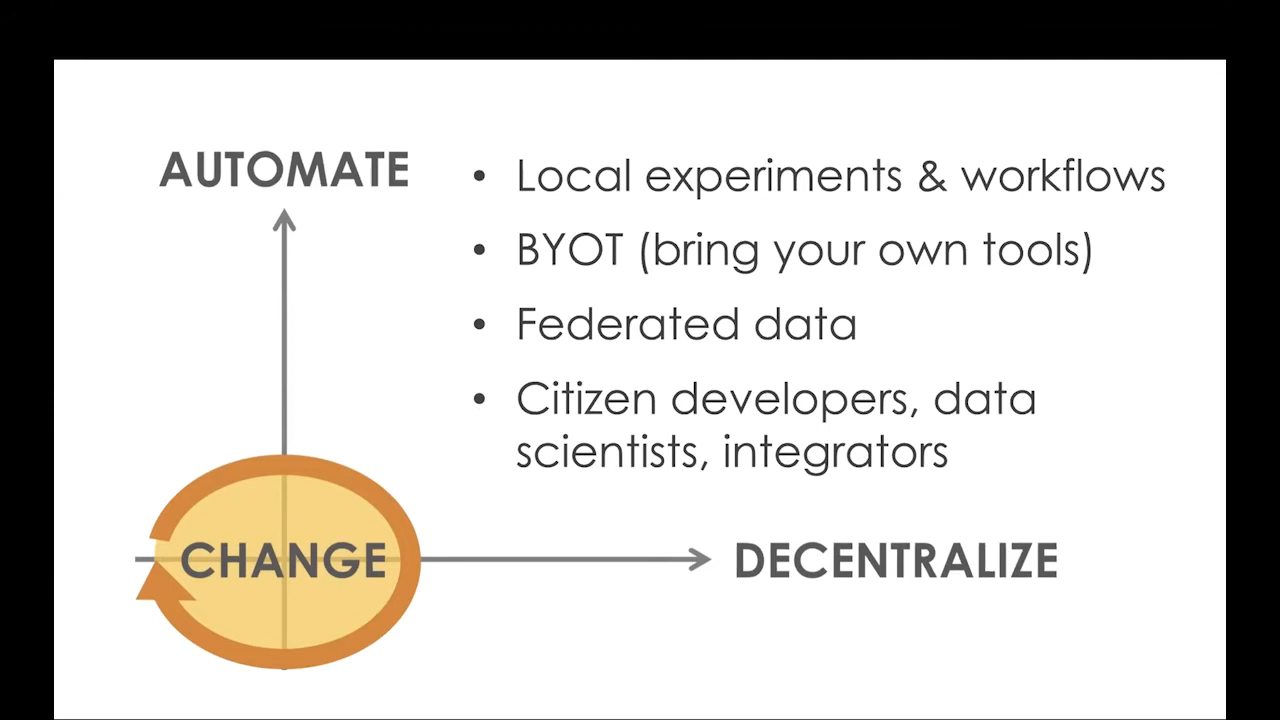 AUTOMATE
• Local experiments & workflows
• BYOT (bring your own tools)
• Federated data
• Citizen developers, data
scientists, integrators
CHANGE
DECENTRALIZE